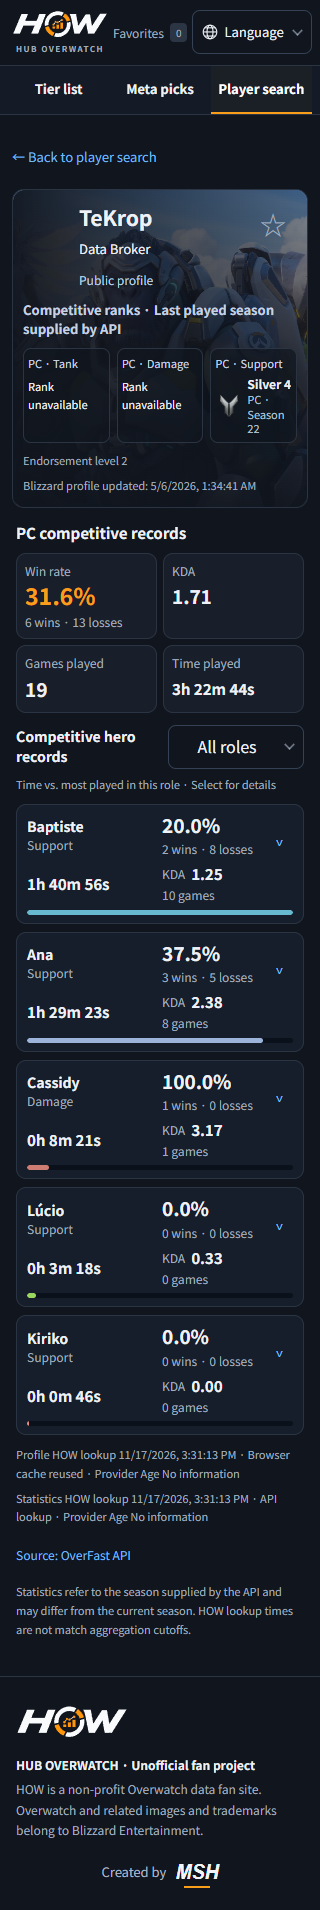 HOW
HUB OVERWATCH
Favorites 0
Language
Tier list Meta picks Player search
← Back to player search
TeKrop
Data Broker
Public profile
Competitive ranks · Last played season
supplied by API
PC · Tank
Rank
unavailable
PC · Damage
Rank
unavailable
PC · Support
Silver 4
PC ·
Season
22
Endorsement level 2
Blizzard profile updated: 5/6/2026, 1:34:41 AM
PC competitive records
Win rate
31.6%
6 wins · 13 losses
KDA
1.71
Games played
19
Time played
3h 22m 44s
Competitive hero
records
All roles
Time vs. most played in this role · Select for details
Baptiste
Support
1h 40m 56s
20.0%
2 wins · 8 losses
KDA 1.25
10 games
v
Ana
Support
1h 29m 23s
37.5%
3 wins · 5 losses
KDA 2.38
8 games
v
Cassidy
Damage
0h 8m 21s
100.0%
1 wins · 0 losses
KDA 3.17
1 games
v
Lúcio
Support
0h 3m 18s
0.0%
0 wins · 0 losses
KDA 0.33
0 games
v
Kiriko
Support
0h 0m 46s
0.0%
0 wins · 0 losses
KDA 0.00
0 games
v
Profile HOW lookup 11/17/2026, 3:31:13 PM · Browser
cache reused · Provider Age No information
Statistics HOW lookup 11/17/2026, 3:31:13 PM · API
lookup · Provider Age No information
Source: OverFast API
Statistics refer to the season supplied by the API and
may differ from the current season. HOW lookup times
are not match aggregation cutoffs.
HOW
HUB OVERWATCH · Unofficial fan project
HOW is a non-profit Overwatch data fan site.
Overwatch and related images and trademarks
belong to Blizzard Entertainment.
Created by MSH